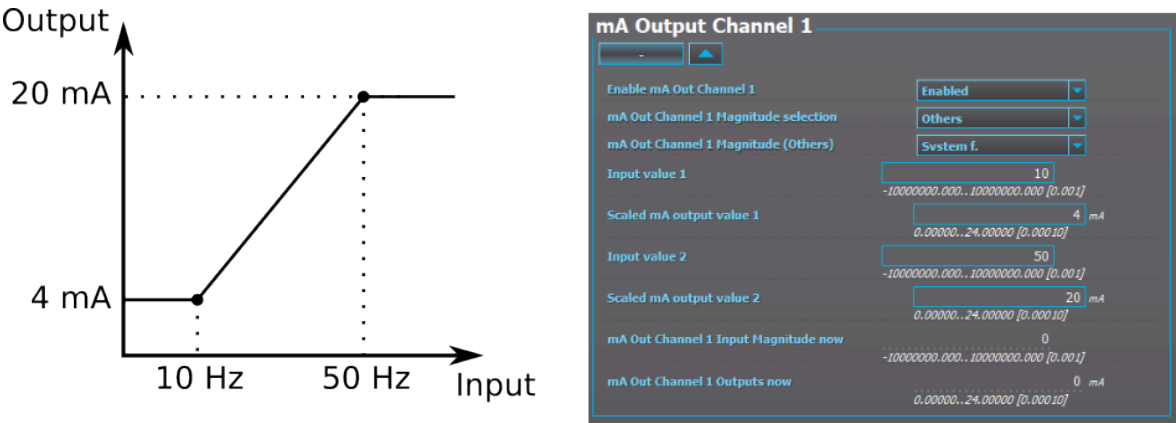 Output
20 mA
4 mA
10 Hz 50 Hz Input
mA Output Channel 1
-
Enable mA Out Channel 1 Enabled
mA Out Channel 1 Magnitude selection Others
mA Out Channel 1 Magnitude (Others) System f.
Input value 1 10
-10000000.000..10000000.000 [0.001]
Scaled mA output value 1 4 mA
0.00000..24.00000 [0.00010]
Input value 2 50
-10000000.000..10000000.000 [0.001]
Scaled mA output value 2 20 mA
0.00000..24.00000 [0.00010]
mA Out Channel 1 Input Magnitude now 0
-10000000.000..10000000.000 [0.001]
mA Out Channel 1 Outputs now 0 mA
0.00000..24.00000 [0.00010]